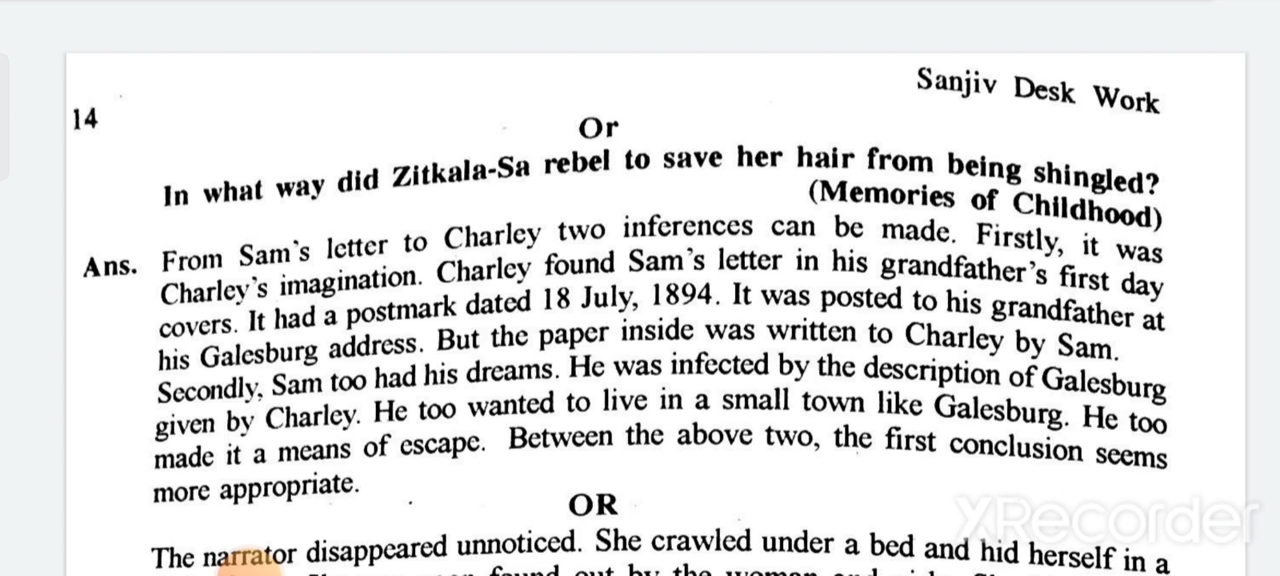 Sanjiv Desk Work
14
Or
In what way did Zitkala-Sa rebel to save her hair from being shingled?
(Memories of Childhood)
Ans. From Sam's letter to Charley two inferences can be made. Firstly, it was
Charley's imagination. Charley found Sam's letter in his grandfather's first day
covers. It had a postmark dated 18 July, 1894. It was posted to his grandfather at
his Galesburg address. But the paper inside was written to Charley by Sam.
Secondly, Sam too had his dreams. He was infected by the description of Galesburg
given by Charley. He too wanted to live in a small town like Galesburg. He too
made it a means of escape. Between the above two, the first conclusion seems
more appropriate.
OR
The narrator disappeared unnoticed. She crawled under a bed and hid herself in a
found out by the woman
XRecorder